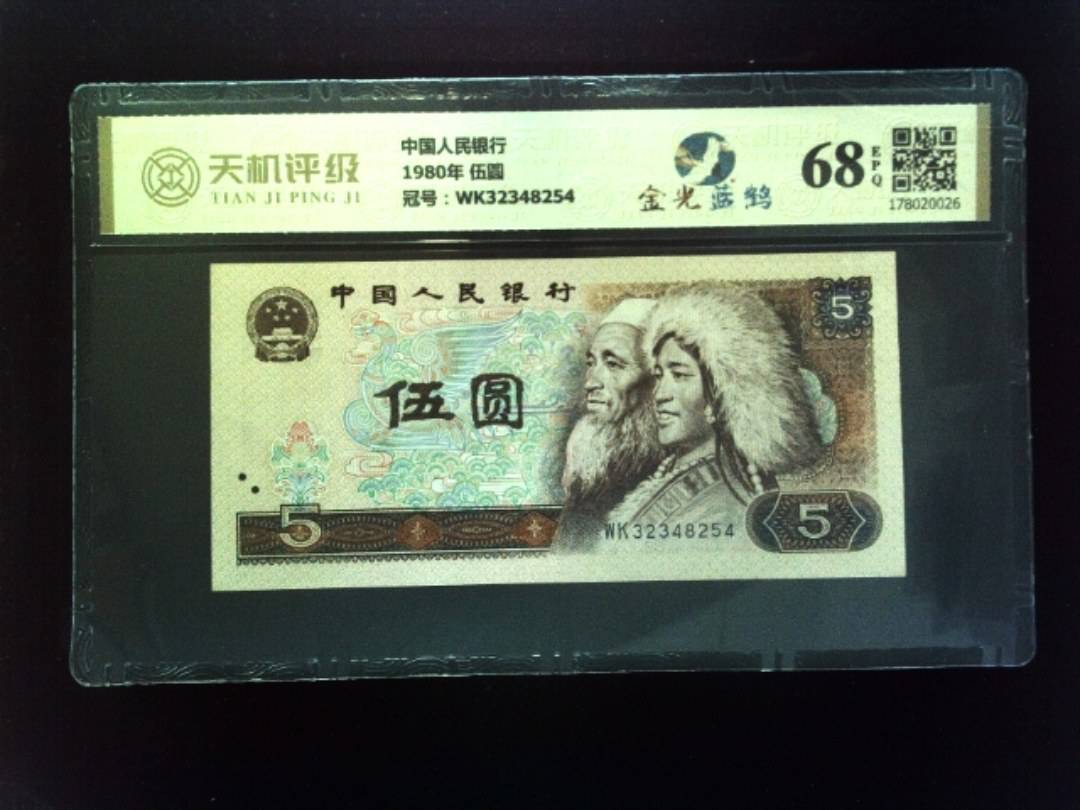 天机评级
TIAN JI PING JI
中国人民银行
1980年 伍圆
冠号：WK32348254
金光蓝鹤
68
EPQ
178020026
中国人民银行
5
伍圆
5
WK32348254
5